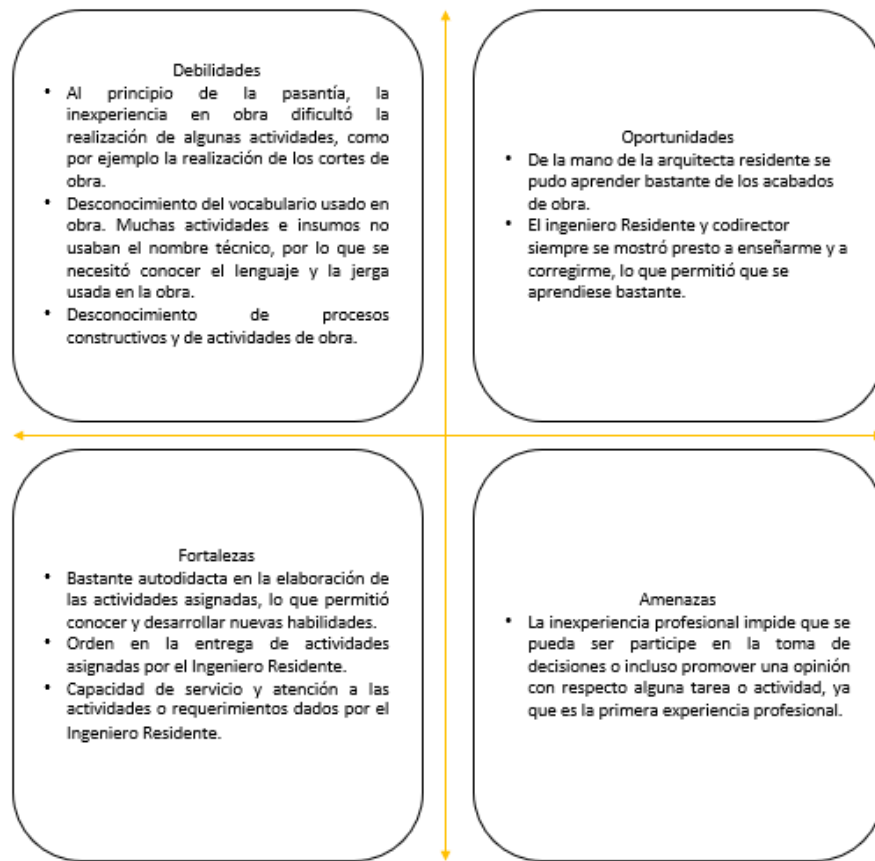 Debilidades
• Al principio de la pasantía, la
inexperiencia en obra dificultó la
realización de algunas actividades, como
por ejemplo la realización de los cortes de
obra.
• Desconocimiento del vocabulario usado en
obra. Muchas actividades e insumos no
usaban el nombre técnico, por lo que se
necesitó conocer el lenguaje y la jerga
usada en la obra.
• Desconocimiento de procesos
constructivos y de actividades de obra.
Oportunidades
• De la mano de la arquitecta residente se
pudo aprender bastante de los acabados
de obra.
• El ingeniero Residente y codirector
siempre se mostró presto a enseñarme y a
corregirme, lo que permitió que se
aprendiese bastante.
Fortalezas
• Bastante autodidacta en la elaboración de
las actividades asignadas, lo que permitió
conocer y desarrollar nuevas habilidades.
• Orden en la entrega de actividades
asignadas por el Ingeniero Residente.
• Capacidad de servicio y atención a las
actividades o requerimientos dados por el
Ingeniero Residente.
Amenazas
• La inexperiencia profesional impide que se
pueda ser participe en la toma de
decisiones o incluso promover una opinión
con respecto alguna tarea o actividad, ya
que es la primera experiencia profesional.